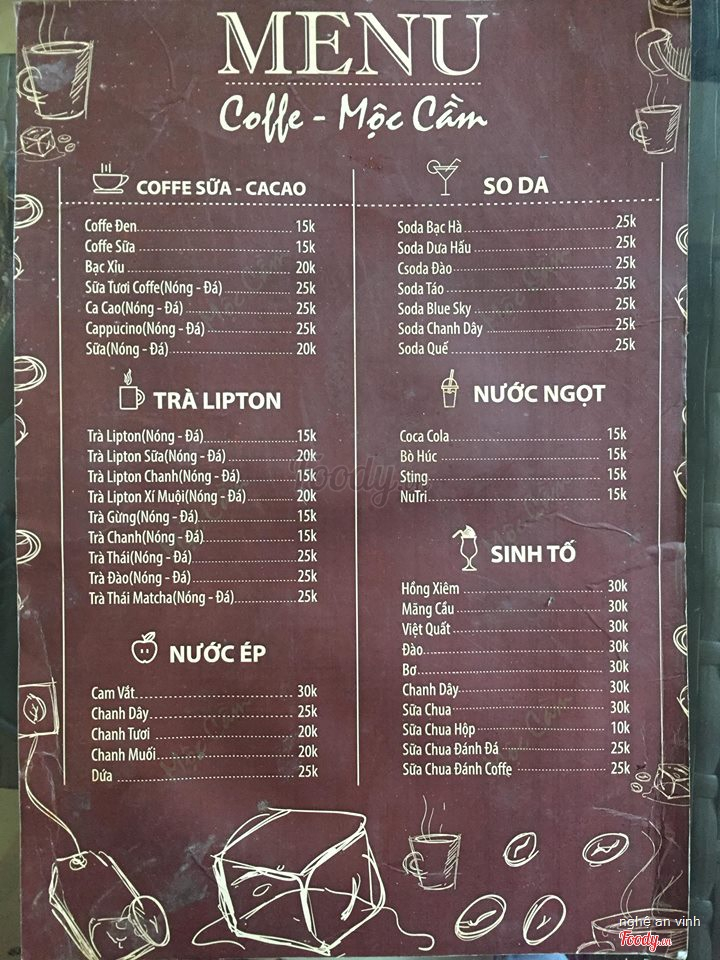 MENU
Coffe - Mộc Cầm
COFFE SỮA - CACAO
Coffe Đen 15k
Coffe Sữa 15k
Bạc Xỉu 20k
Sữa Tươi Coffe(Nóng - Đá) 25k
Ca Cao(Nóng - Đá) 25k
Cappucino(Nóng - Đá) 25k
Sữa(Nóng - Đá) 20k
TRÀ LIPTON
Trà Lipton(Nóng - Đá) 15k
Trà Lipton Sữa(Nóng - Đá) 20k
Trà Lipton Chanh(Nóng - Đá) 15k
Trà Lipton Xí Muội(Nóng - Đá) 20k
Trà Gừng(Nóng - Đá) 15k
Trà Chanh(Nóng - Đá) 15k
Trà Thái(Nóng - Đá) 25k
Trà Đào(Nóng - Đá) 25k
Trà Thái Matcha(Nóng - Đá) 25k
NƯỚC ÉP
Cam Vắt 30k
Chanh Dây 25k
Chanh Tươi 20k
Chanh Muối 20k
Dứa 25k
SO DA
Soda Bạc Hà 25k
Soda Dưa Hấu 25k
Csoda Đào 25k
Soda Táo 25k
Soda Blue Sky 25k
Soda Chanh Dây 25k
Soda Quế 25k
NƯỚC NGỌT
Coca Cola 15k
Bò Húc 15k
Sting 15k
NuTri 15k
SINH TỐ
Hồng Xiêm 30k
Mãng Cầu 30k
Việt Quất 30k
Đào 30k
Bơ 30k
Chanh Dây 30k
Sữa Chua 30k
Sữa Chua Hộp 10k
Sữa Chua Đánh Đá 25k
Sữa Chua Đánh Coffe 25k
Foody
nghệ an vinh
Foody.vn